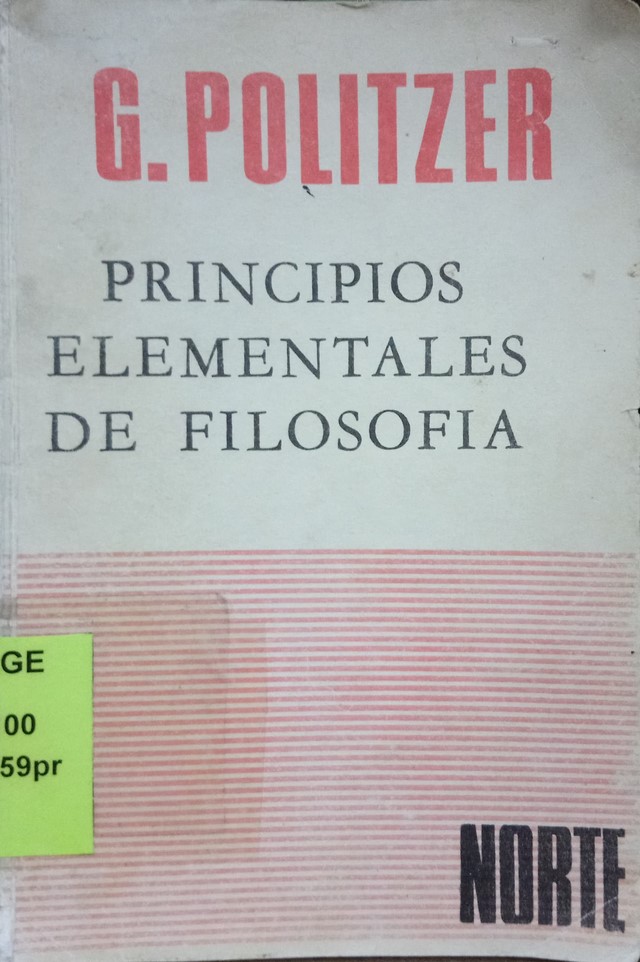 G. POLITZER
PRINCIPIOS
ELEMENTALES
DE FILOSOFIA
GE
00
59pr
NORTE